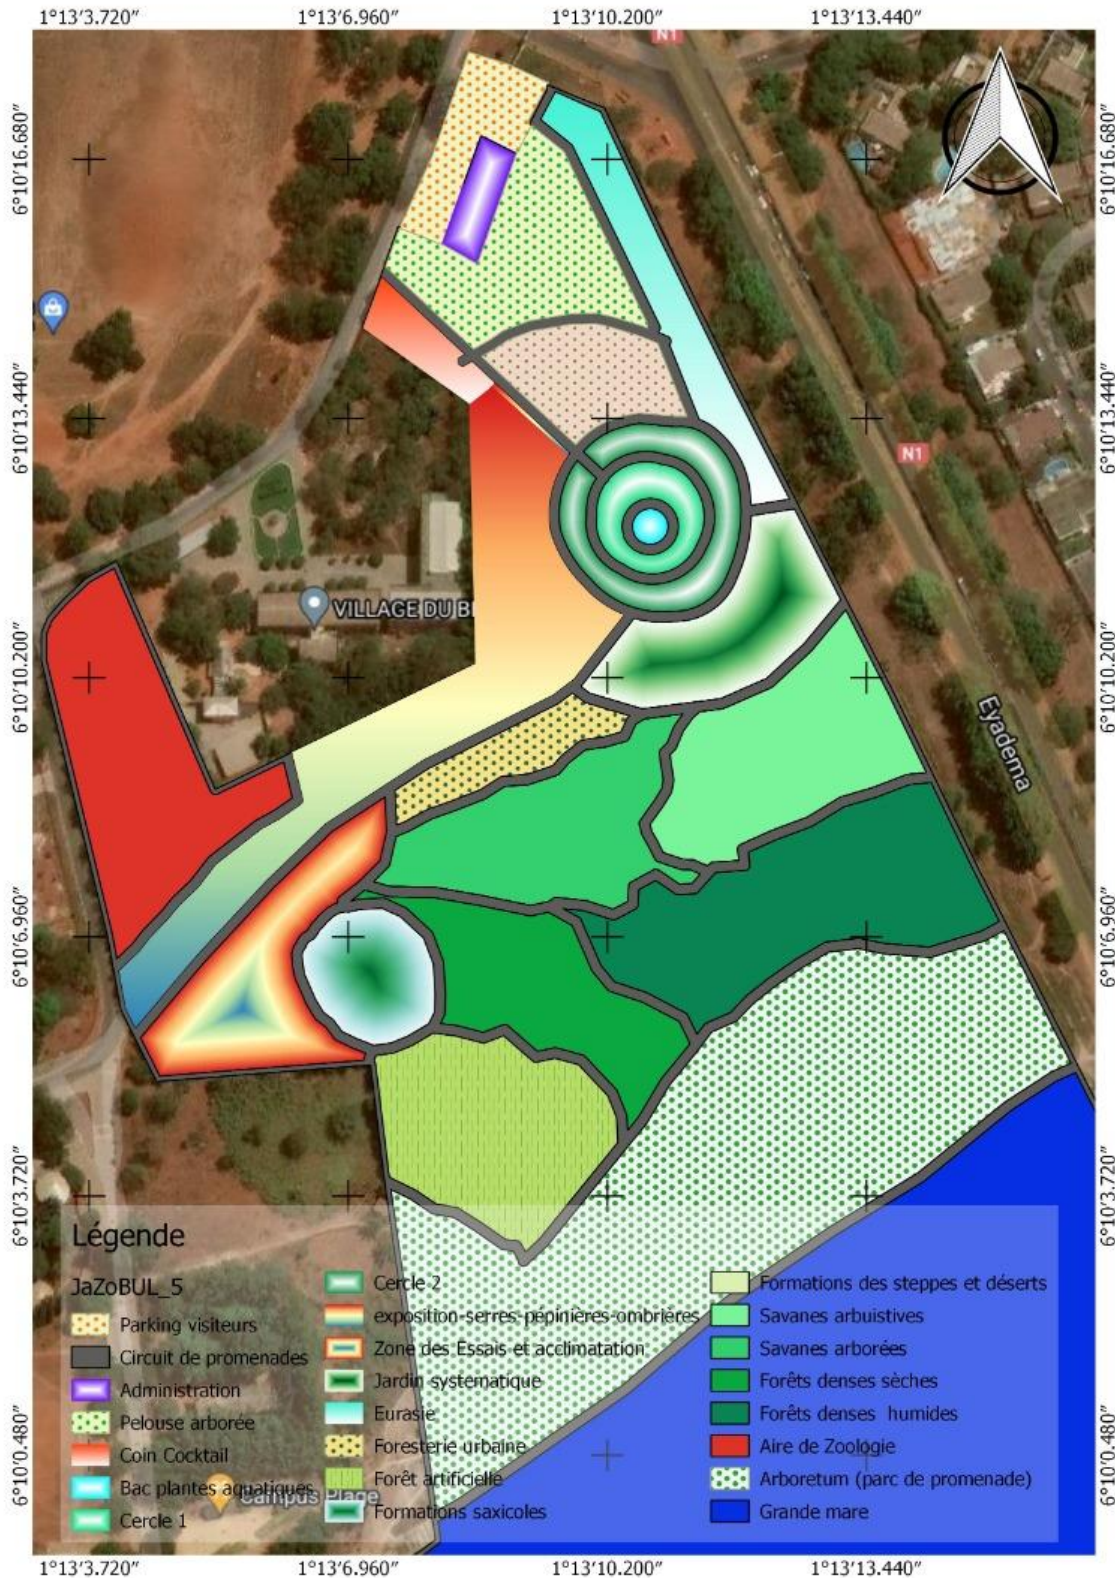 1°13′3.720″ 1°13′6.960″ 1°13′10.200″ 1°13′13.440″
N1
6°10′16.680″ 6°10′16.680″
6°10′13.440″ 6°10′13.440″
N1
VILLAGE DU B
6°10′10.200″ 6°10′10.200″
Eyadema
6°10′6.960″ 6°10′6.960″
6°10′3.720″ 6°10′3.720″
Légende
JaZoBUL_5
Parking visiteurs
Circuit de promenades
Administration
Pelouse arborée
Coin Cocktail
Bac plantes aquatiques
Cercle 1
Cercle 2
exposition-serres-pépinières-ombrières
Zone des Essais et acclimatation
Jardin systématique
Eurasie
Foresterie urbaine
Forêt artificielle
Formations saxicoles
Formations des steppes et déserts
Savanes arbuistives
Savanes arborées
Forêts denses sèches
Forêts denses humides
Aire de Zoologie
Arboretum (parc de promenade)
Grande mare
Campus Plage
6°10′0.480″ 6°10′0.480″
1°13′3.720″ 1°13′6.960″ 1°13′10.200″ 1°13′13.440″